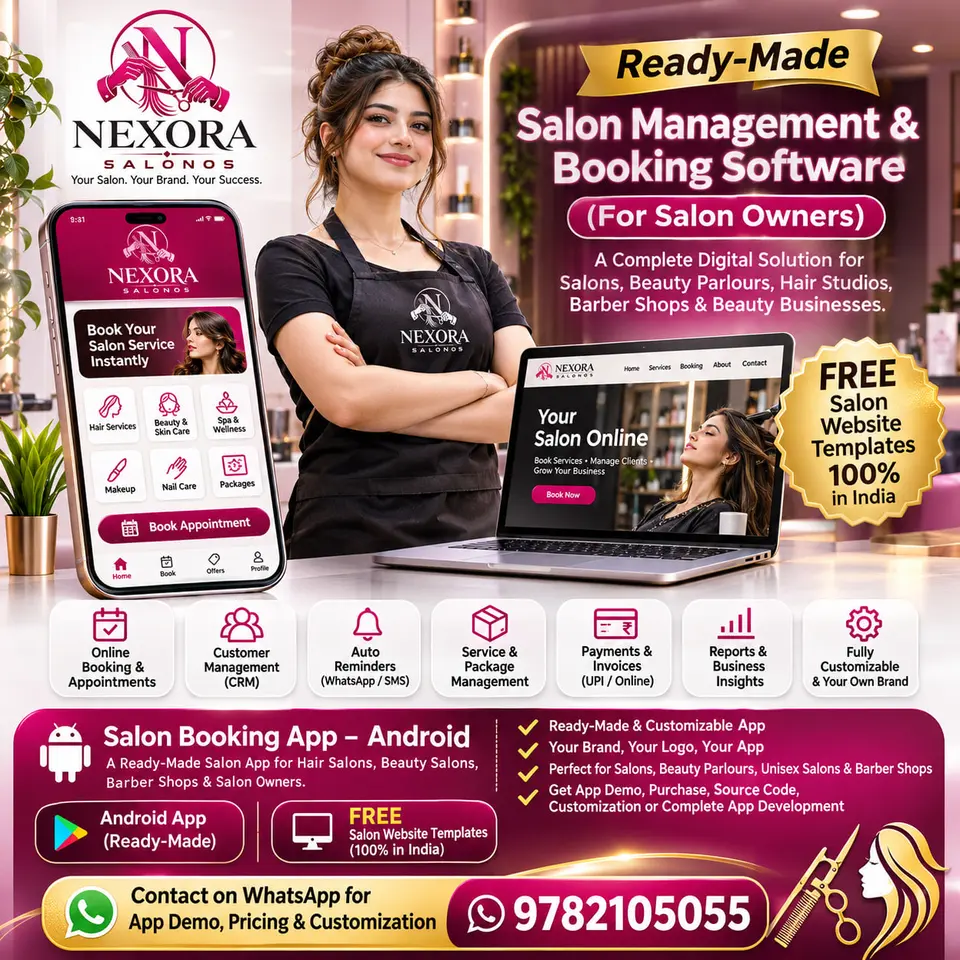 N
NEXORA
SALONOS
Your Salon. Your Brand. Your Success.
Ready-Made
Salon Management &
Booking Software
(For Salon Owners)
A Complete Digital Solution for
Salons, Beauty Parlours, Hair Studios,
Barber Shops & Beauty Businesses.
9:31
N
NEXORA
SALONOS
Book Your
Salon Service
Instantly
Hair Services
Beauty &
Skin Care
Spa &
Wellness
Makeup
Nail Care
Packages
Book Appointment
Home
Book
Offers
Profile
N
NEXORA
SALONOS
NEXORA
SALONOS
Home
Services
Booking
About
Contact
Your
Salon Online
Book Services • Manage Clients •
Grow Your Business
Book Now
FREE
Salon
Website
Templates
100%
in India
Online
Booking &
Appointments
Customer
Management
(CRM)
Auto
Reminders
(WhatsApp / SMS)
Service &
Package
Management
₹
Payments &
Invoices
(UPI / Online)
Reports &
Business
Insights
Fully
Customizable
& Your Own Brand
Salon Booking App – Android
A Ready-Made Salon App for Hair Salons, Beauty Salons,
Barber Shops & Salon Owners.
Android App
(Ready-Made)
FREE
Salon Website Templates
(100% in India)
Ready-Made & Customizable App
Your Brand, Your Logo, Your App
Perfect for Salons, Beauty Parlours, Unisex Salons & Barber Shops
Get App Demo, Purchase, Source Code,
Customization or Complete App Development
Contact on WhatsApp for
App Demo, Pricing & Customization
9782105055